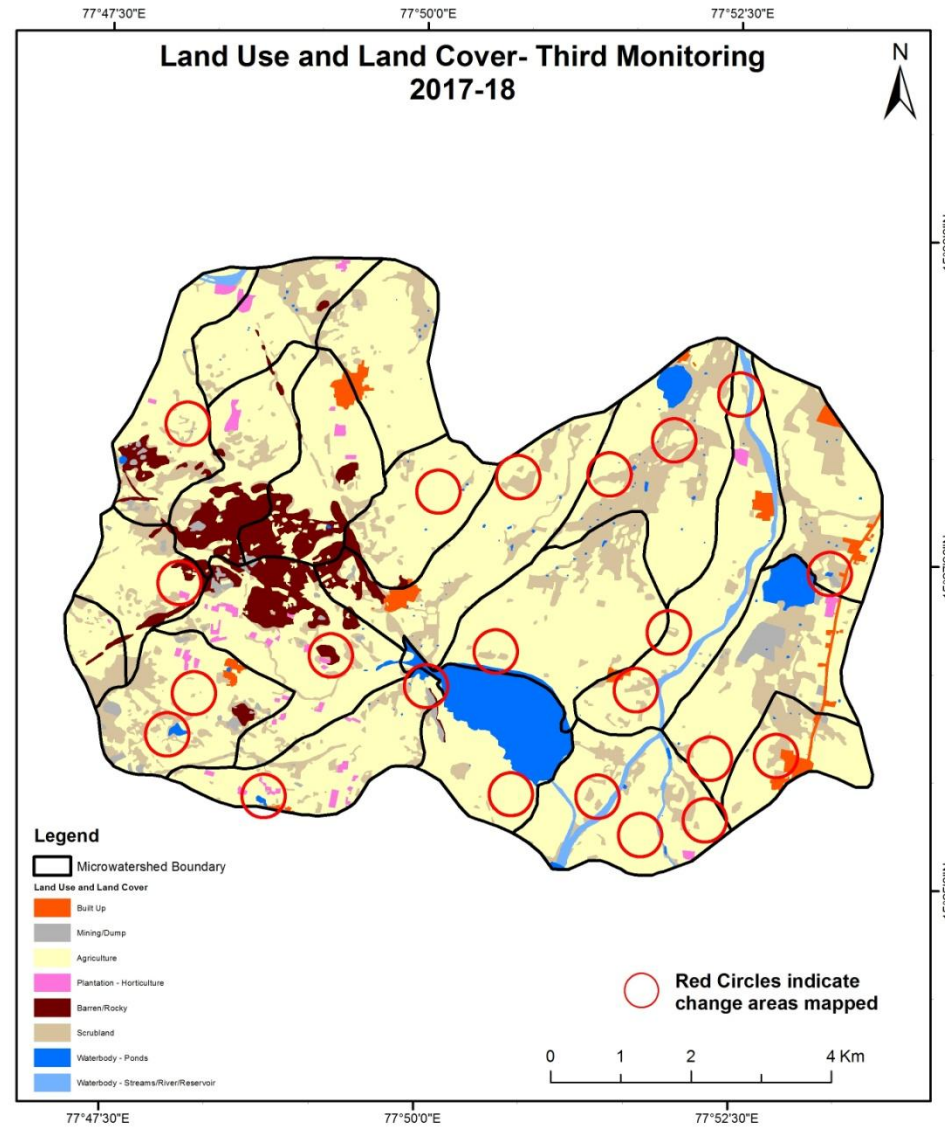 77°47'30"E 77°50'0"E 77°52'30"E
Land Use and Land Cover- Third Monitoring
2017-18
N
Legend
Microwatershed Boundary
Land Use and Land Cover
Built Up
Mining/Dump
Agriculture
Plantation - Horticulture
Barren/Rocky
Scrubland
Waterbody - Ponds
Waterbody - Streams/River/Reservoir
Red Circles indicate
change areas mapped
0 1 2 4 Km
77°47'30"E 77°50'0"E 77°52'30"E